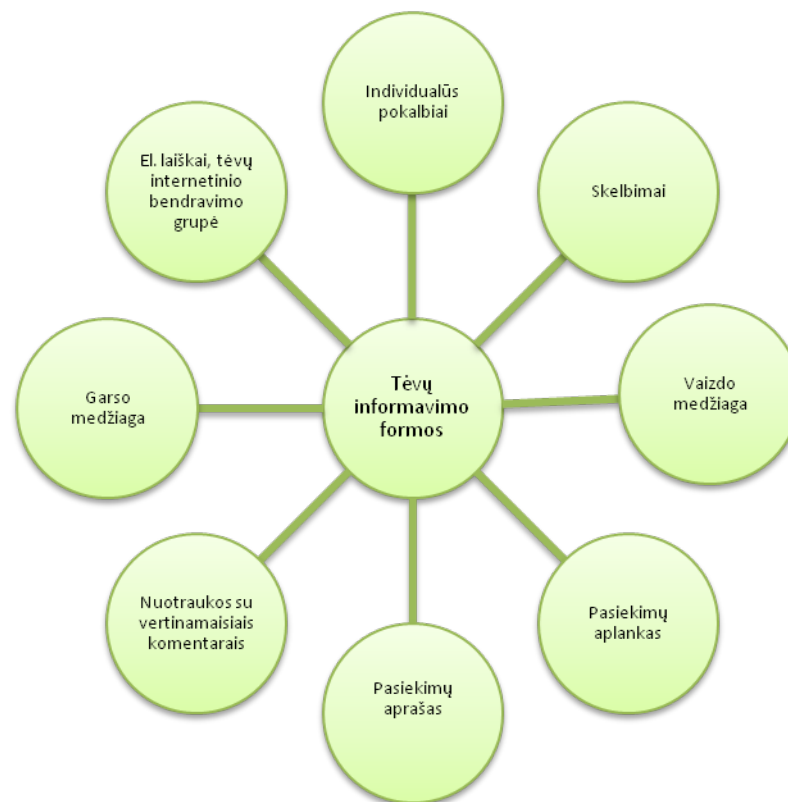 Individualūs
pokalbiai
El. laiškai, tėvų
internetinio
bendravimo
grupė
Skelbimai
Garso
medžiaga
Tėvų
informavimo
formos
Vaizdo
medžiaga
Nuotraukos su
vertinamaisiais
komentarais
Pasiekimų
aplankas
Pasiekimų
aprašas